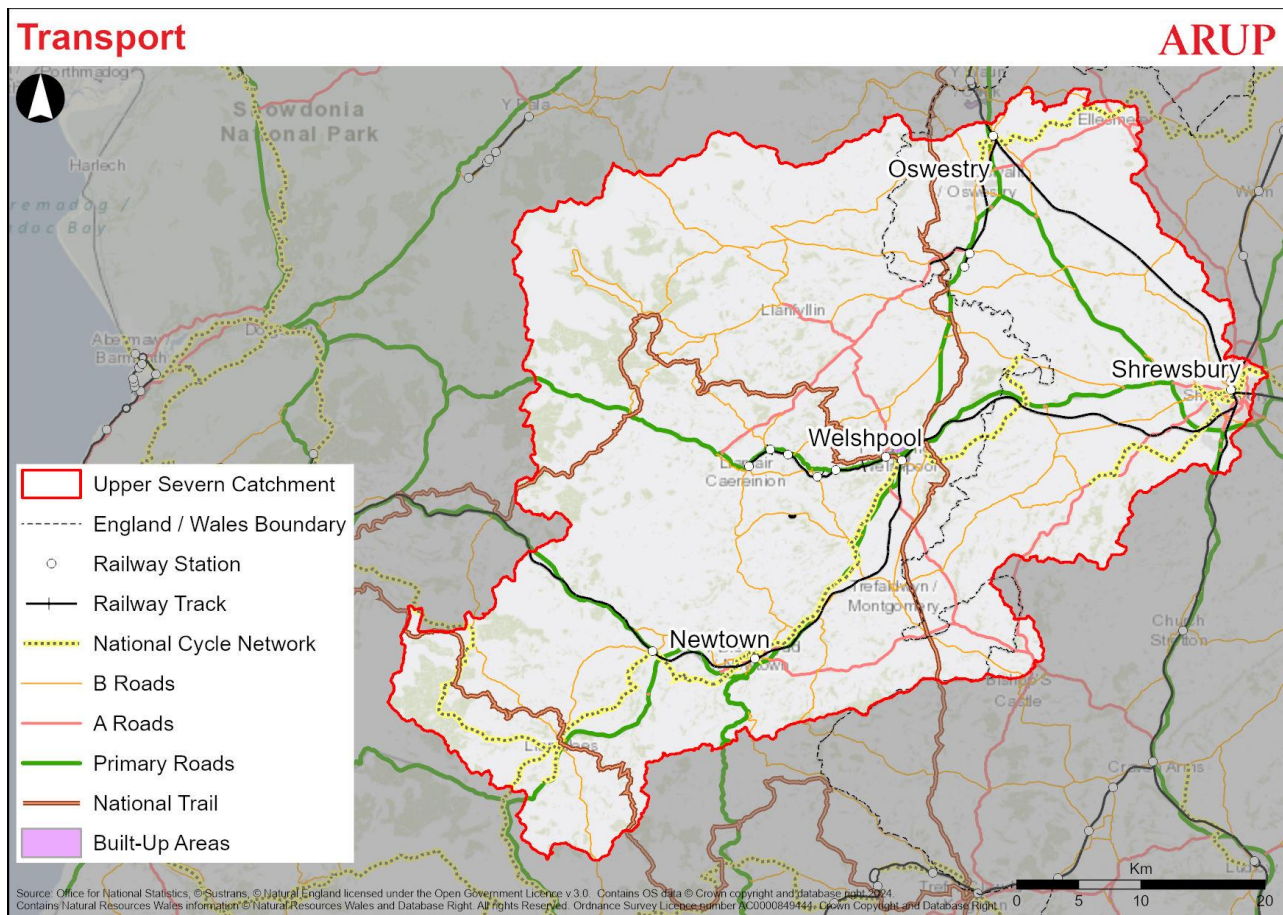 Transport
ARUP
Porthmadog
Snowdonia
National Park
Y Bala
Harlech
Ellesmere
Oswestry
/ Oswestry
Wem
Llanfyllin
Abermaw /
Barmouth
Shrewsbury
Welshpool
Welshpool
Llanfair
Caereinion
Trefaldwyn /
Montgomery
Church
Stretton
Newtown
Bishop's
Castle
Craven Arms
Upper Severn Catchment
England / Wales Boundary
Railway Station
Railway Track
National Cycle Network
B Roads
A Roads
Primary Roads
National Trail
Built-Up Areas
Km
0 5 10 20
Source: Office for National Statistics, © Sustrans, © Natural England licensed under the Open Government Licence v.3.0. Contains OS data © Crown copyright and database right 2024.
Contains Natural Resources Wales information © Natural Resources Wales and Database Right. All rights Reserved. Ordnance Survey Licence number AC0000849444. Crown Copyright and Database Right